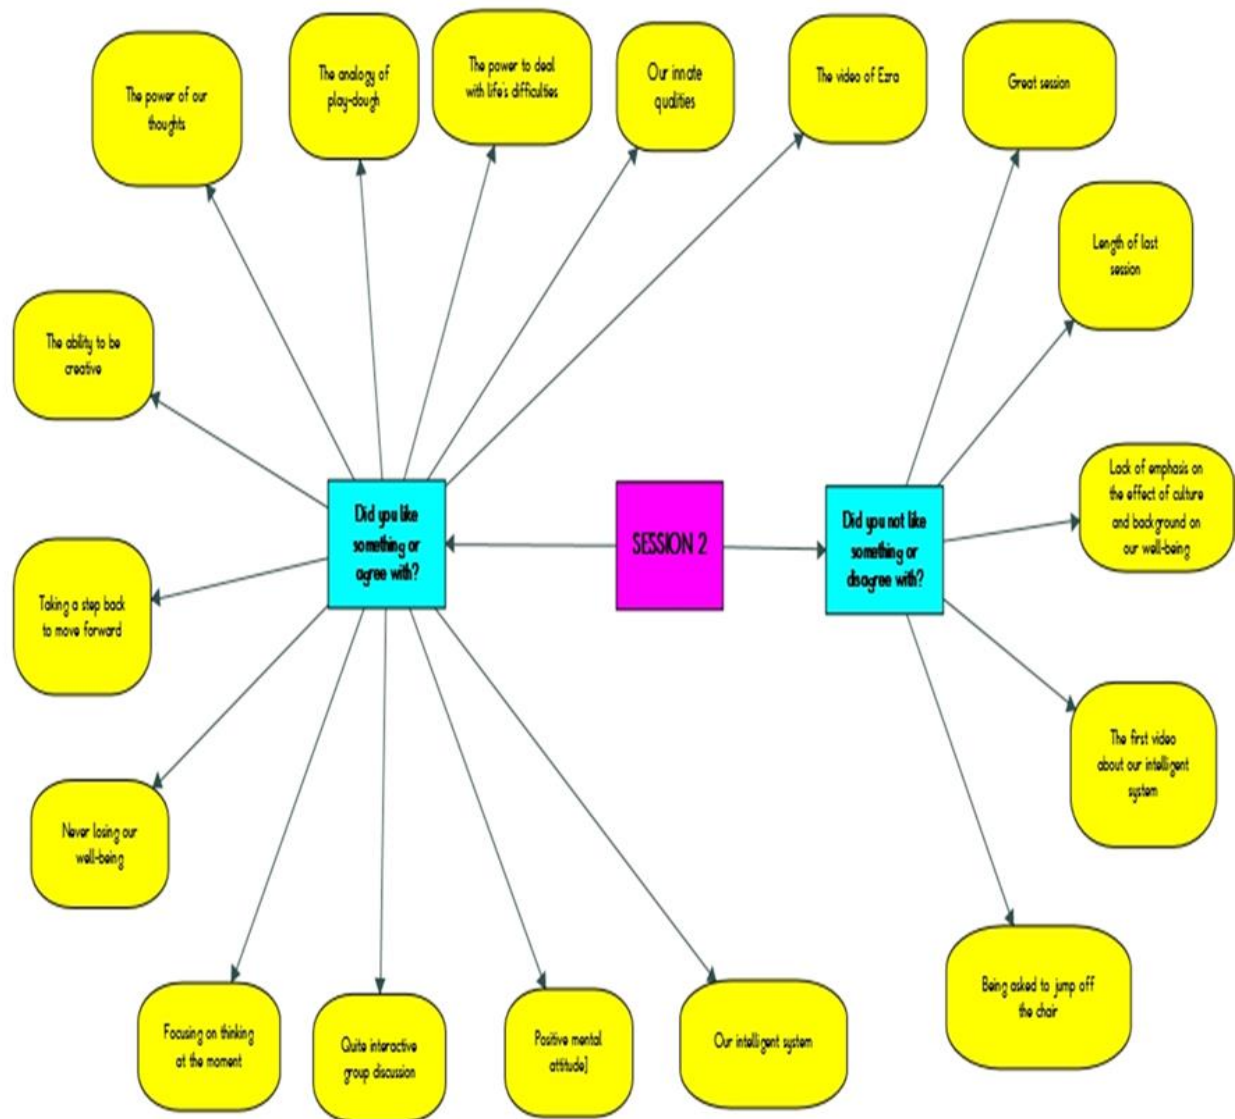 The power of our
thoughts
The analogy of
play-dough
The power to deal
with life's difficulties
Our innate
qualities
The video of Ezra
Great session
Length of last
session
The ability to be
creative
Lack of emphasis on
the effect of culture
and background on
our well-being
Did you like
something or
agree with?
SESSION 2
Did you not like
something or
disagree with?
Taking a step back
to move forward
The first video
about our intelligent
system
Never losing our
well-being
Being asked to jump off
the chair
Focusing on thinking
at the moment
Quite interactive
group discussion
Positive mental
attitude]
Our intelligent system